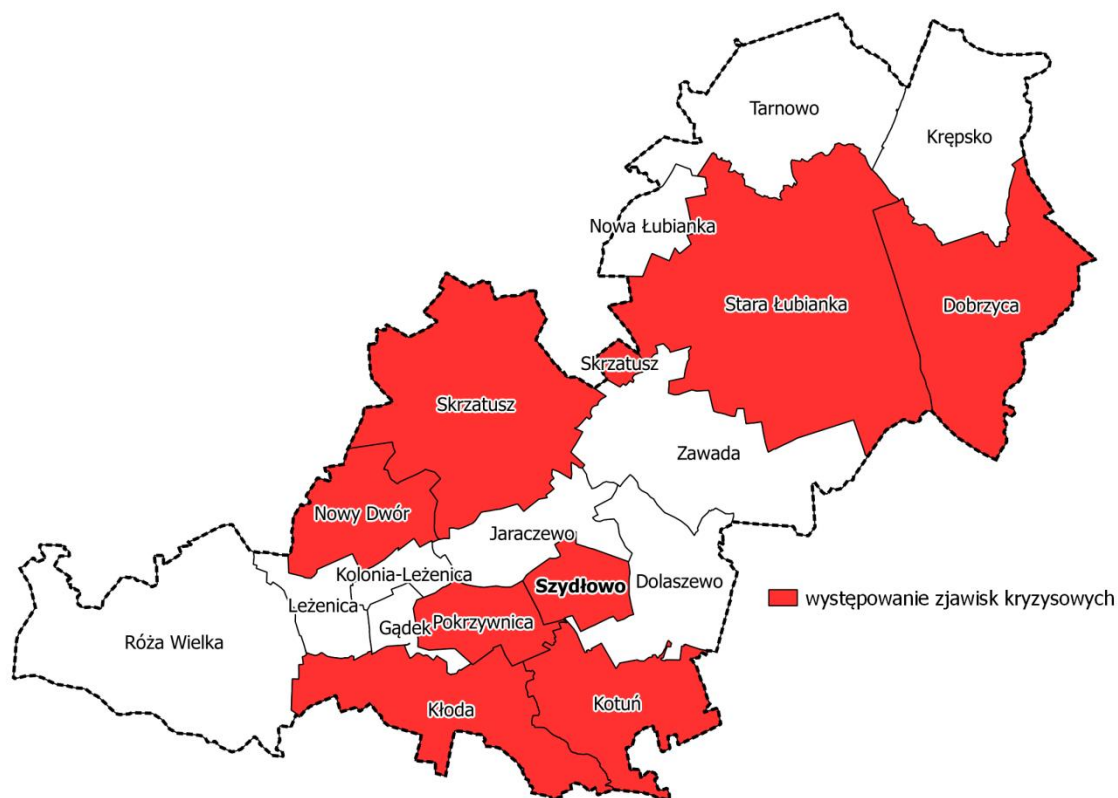 Tarnowo
Krępsko
Nowa Łubianka
Stara Łubianka
Dobrzyca
Skrzatusz
Skrzatusz
Zawada
Nowy Dwór
Jaraczewo
Kolonia-Leżenica
Szydłowo
Dolaszewo
Leżenica
Gądek
Pokrzywnica
Róża Wielka
Kłoda
Kotuń
występowanie zjawisk kryzysowych